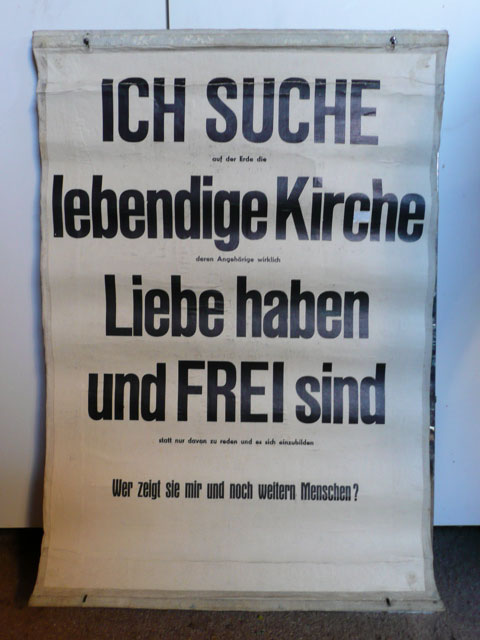 ICH SUCHE
auf der Erde die
lebendige Kirche
deren Angehörige wirklich
Liebe haben
und FREI sind
statt nur davon zu reden und es sich einzubilden
Wer zeigt sie mir und noch weitern Menschen?